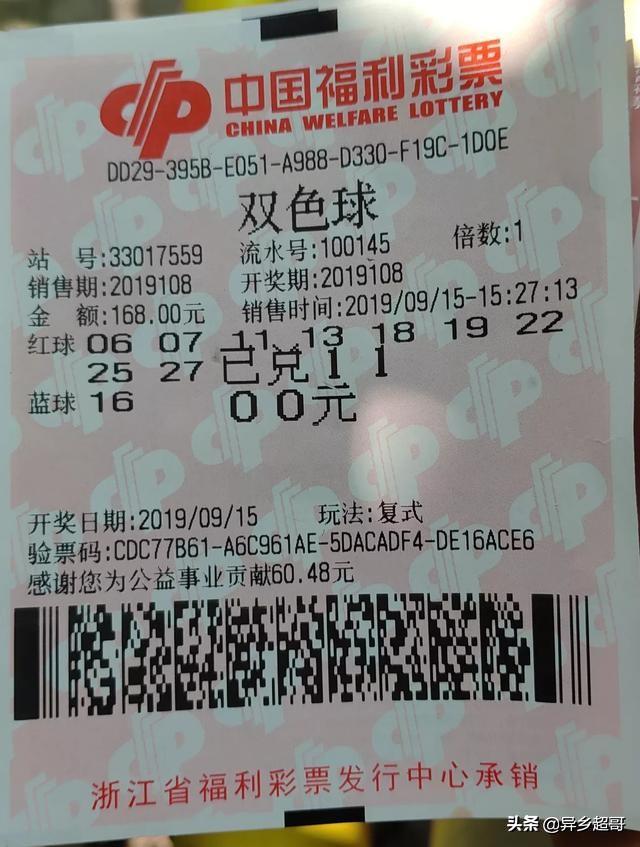 中国福利彩票
CHINA WELFARE LOTTERY
DD29-395B-E051-A988-D330-F19C-1D0E
双色球
站 号:33017559 流水号:100145 倍数:1
销售期:2019108 开奖期:2019108
金 额:168.00元 销售时间:2019/09/15-15:27:13
红球 06 07 11 13 18 19 22
25 27 已兑11
蓝球 16 00元
开奖日期:2019/09/15 玩法:复式
验票码:CDC77B61-A6C961AE-5DACADF4-DE16ACE6
感谢您为公益事业贡献60.48元
浙江省福利彩票发行中心承销
头条 @异乡超哥